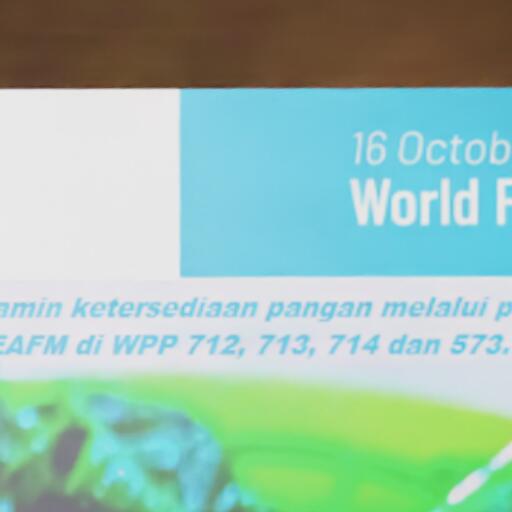 16 Octob
World F
amin ketersediaan pangan melalui p
EAFM di WPP 712, 713, 714 dan 573.